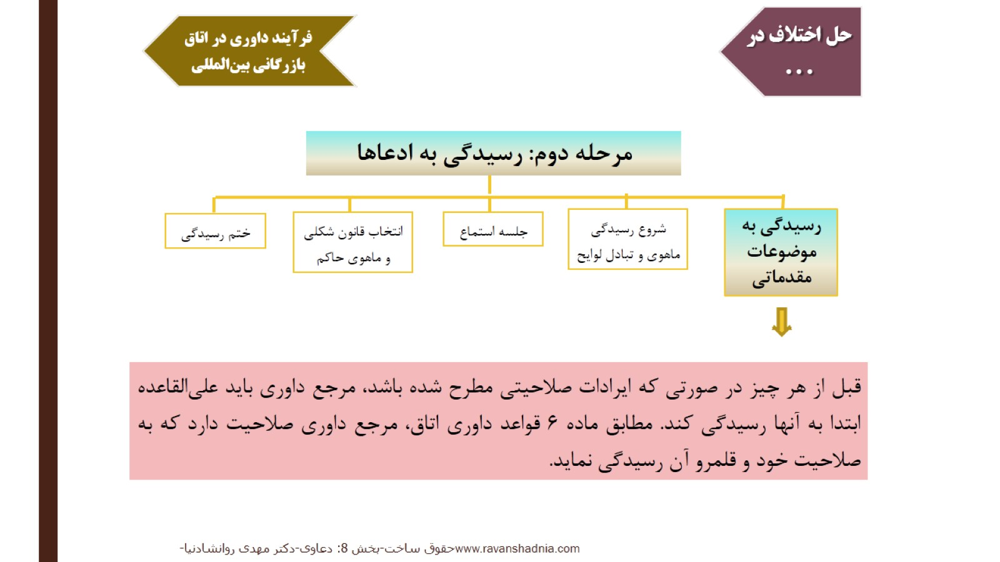 حل اختلاف در
...
فرآیند داوری در اتاق
بازرگانی بین‌المللی
مرحله دوم: رسیدگی به ادعاها
رسیدگی به
موضوعات
مقدماتی
شروع رسیدگی
ماهوی و تبادل لوایح
جلسه استماع
انتخاب قانون شکلی
و ماهوی حاکم
ختم رسیدگی
قبل از هر چیز در صورتی که ایرادات صلاحیتی مطرح شده باشد، مرجع داوری باید علی‌القاعده
ابتدا به آنها رسیدگی کند. مطابق ماده ۶ قواعد داوری اتاق، مرجع داوری صلاحیت دارد که به
صلاحیت خود و قلمرو آن رسیدگی نماید.
www.ravanshadnia.comحقوق ساخت-بخش 8: دعاوی-دکتر مهدی روانشادنیا-